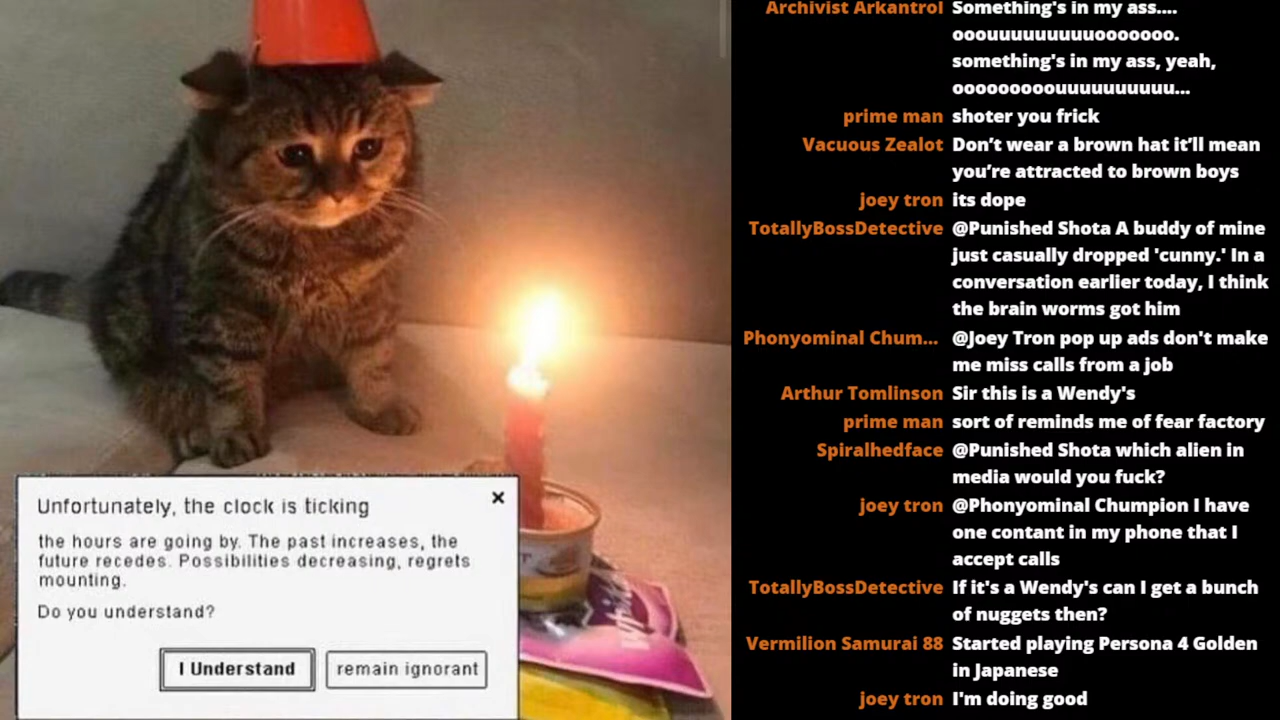 Unfortunately, the clock is ticking
the hours are going by. The past increases, the
future recedes. Possibilities decreasing, regrets
mounting.
Do you understand?
I Understand
remain ignorant
Archivist Arkantrol Something's in my ass....
ooouuuuuuuuuooooooo.
something's in my ass, yeah,
oooooooooouuuuuuuuuu...
prime man shoter you frick
Vacuous Zealot Don’t wear a brown hat it’ll mean
you’re attracted to brown boys
joey tron its dope
TotallyBossDetective @Punished Shota A buddy of mine
just casually dropped 'cunny.' In a
conversation earlier today, I think
the brain worms got him
Phonyominal Chum... @Joey Tron pop up ads don't make
me miss calls from a job
Arthur Tomlinson Sir this is a Wendy's
prime man sort of reminds me of fear factory
Spiralhedface @Punished Shota which alien in
media would you fuck?
joey tron @Phonyominal Chumpion I have
one contant in my phone that I
accept calls
TotallyBossDetective If it's a Wendy's can I get a bunch
of nuggets then?
Vermilion Samurai 88 Started playing Persona 4 Golden
in Japanese
joey tron I'm doing good